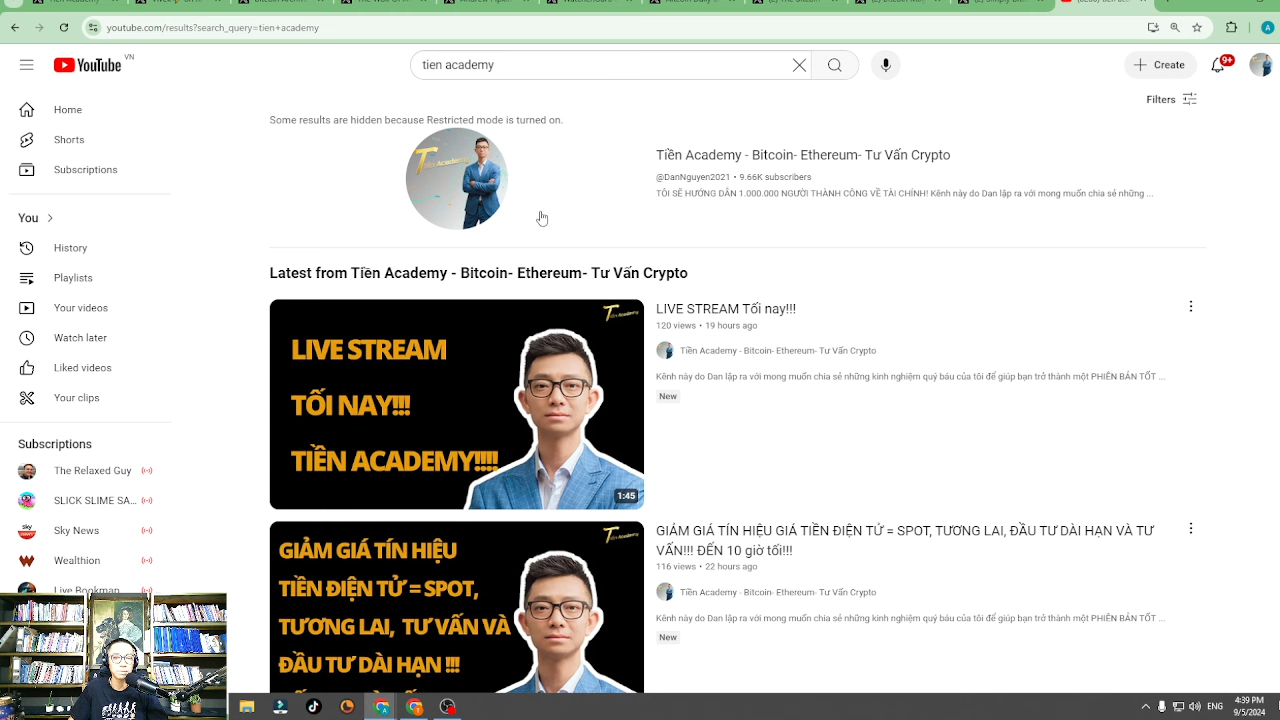 youtube.com/results?search_query=tien+academy
YouTube
VN
tien academy
Create
9+
Filters
Home
Shorts
Subscriptions
You
History
Playlists
Your videos
Watch later
Liked videos
Your clips
Subscriptions
The Relaxed Guy
SLICK SLIME SA...
Sky News
Wealthion
Live Bookmap
Some results are hidden because Restricted mode is turned on.
Tiền Academy - Bitcoin- Ethereum- Tư Vấn Crypto
@DanNguyen2021 • 9.66K subscribers
TÔI SẼ HƯỚNG DẪN 1.000.000 NGƯỜI THÀNH CÔNG VỀ TÀI CHÍNH! Kênh này do Dan lập ra với mong muốn chia sẻ những ...
Latest from Tiền Academy - Bitcoin- Ethereum- Tư Vấn Crypto
LIVE STREAM
TỐI NAY!!!
TIỀN ACADEMY!!!!
1:45
LIVE STREAM Tối nay!!!
120 views • 19 hours ago
Tiền Academy - Bitcoin- Ethereum- Tư Vấn Crypto
Kênh này do Dan lập ra với mong muốn chia sẻ những kinh nghiệm quý báu của tôi để giúp bạn trở thành một PHIÊN BẢN TỐT ...
New
GIẢM GIÁ TÍN HIỆU
TIỀN ĐIỆN TỬ = SPOT,
TƯƠNG LAI, TƯ VẤN VÀ
ĐẦU TƯ DÀI HẠN !!!
GIẢM GIÁ TÍN HIỆU GIÁ TIỀN ĐIỆN TỬ = SPOT, TƯƠNG LAI, ĐẦU TƯ DÀI HẠN VÀ TƯ
VẤN!!! ĐẾN 10 giờ tối!!!
116 views • 22 hours ago
Tiền Academy - Bitcoin- Ethereum- Tư Vấn Crypto
Kênh này do Dan lập ra với mong muốn chia sẻ những kinh nghiệm quý báu của tôi để giúp bạn trở thành một PHIÊN BẢN TỐT ...
New
ENG
4:39 PM
9/5/2024